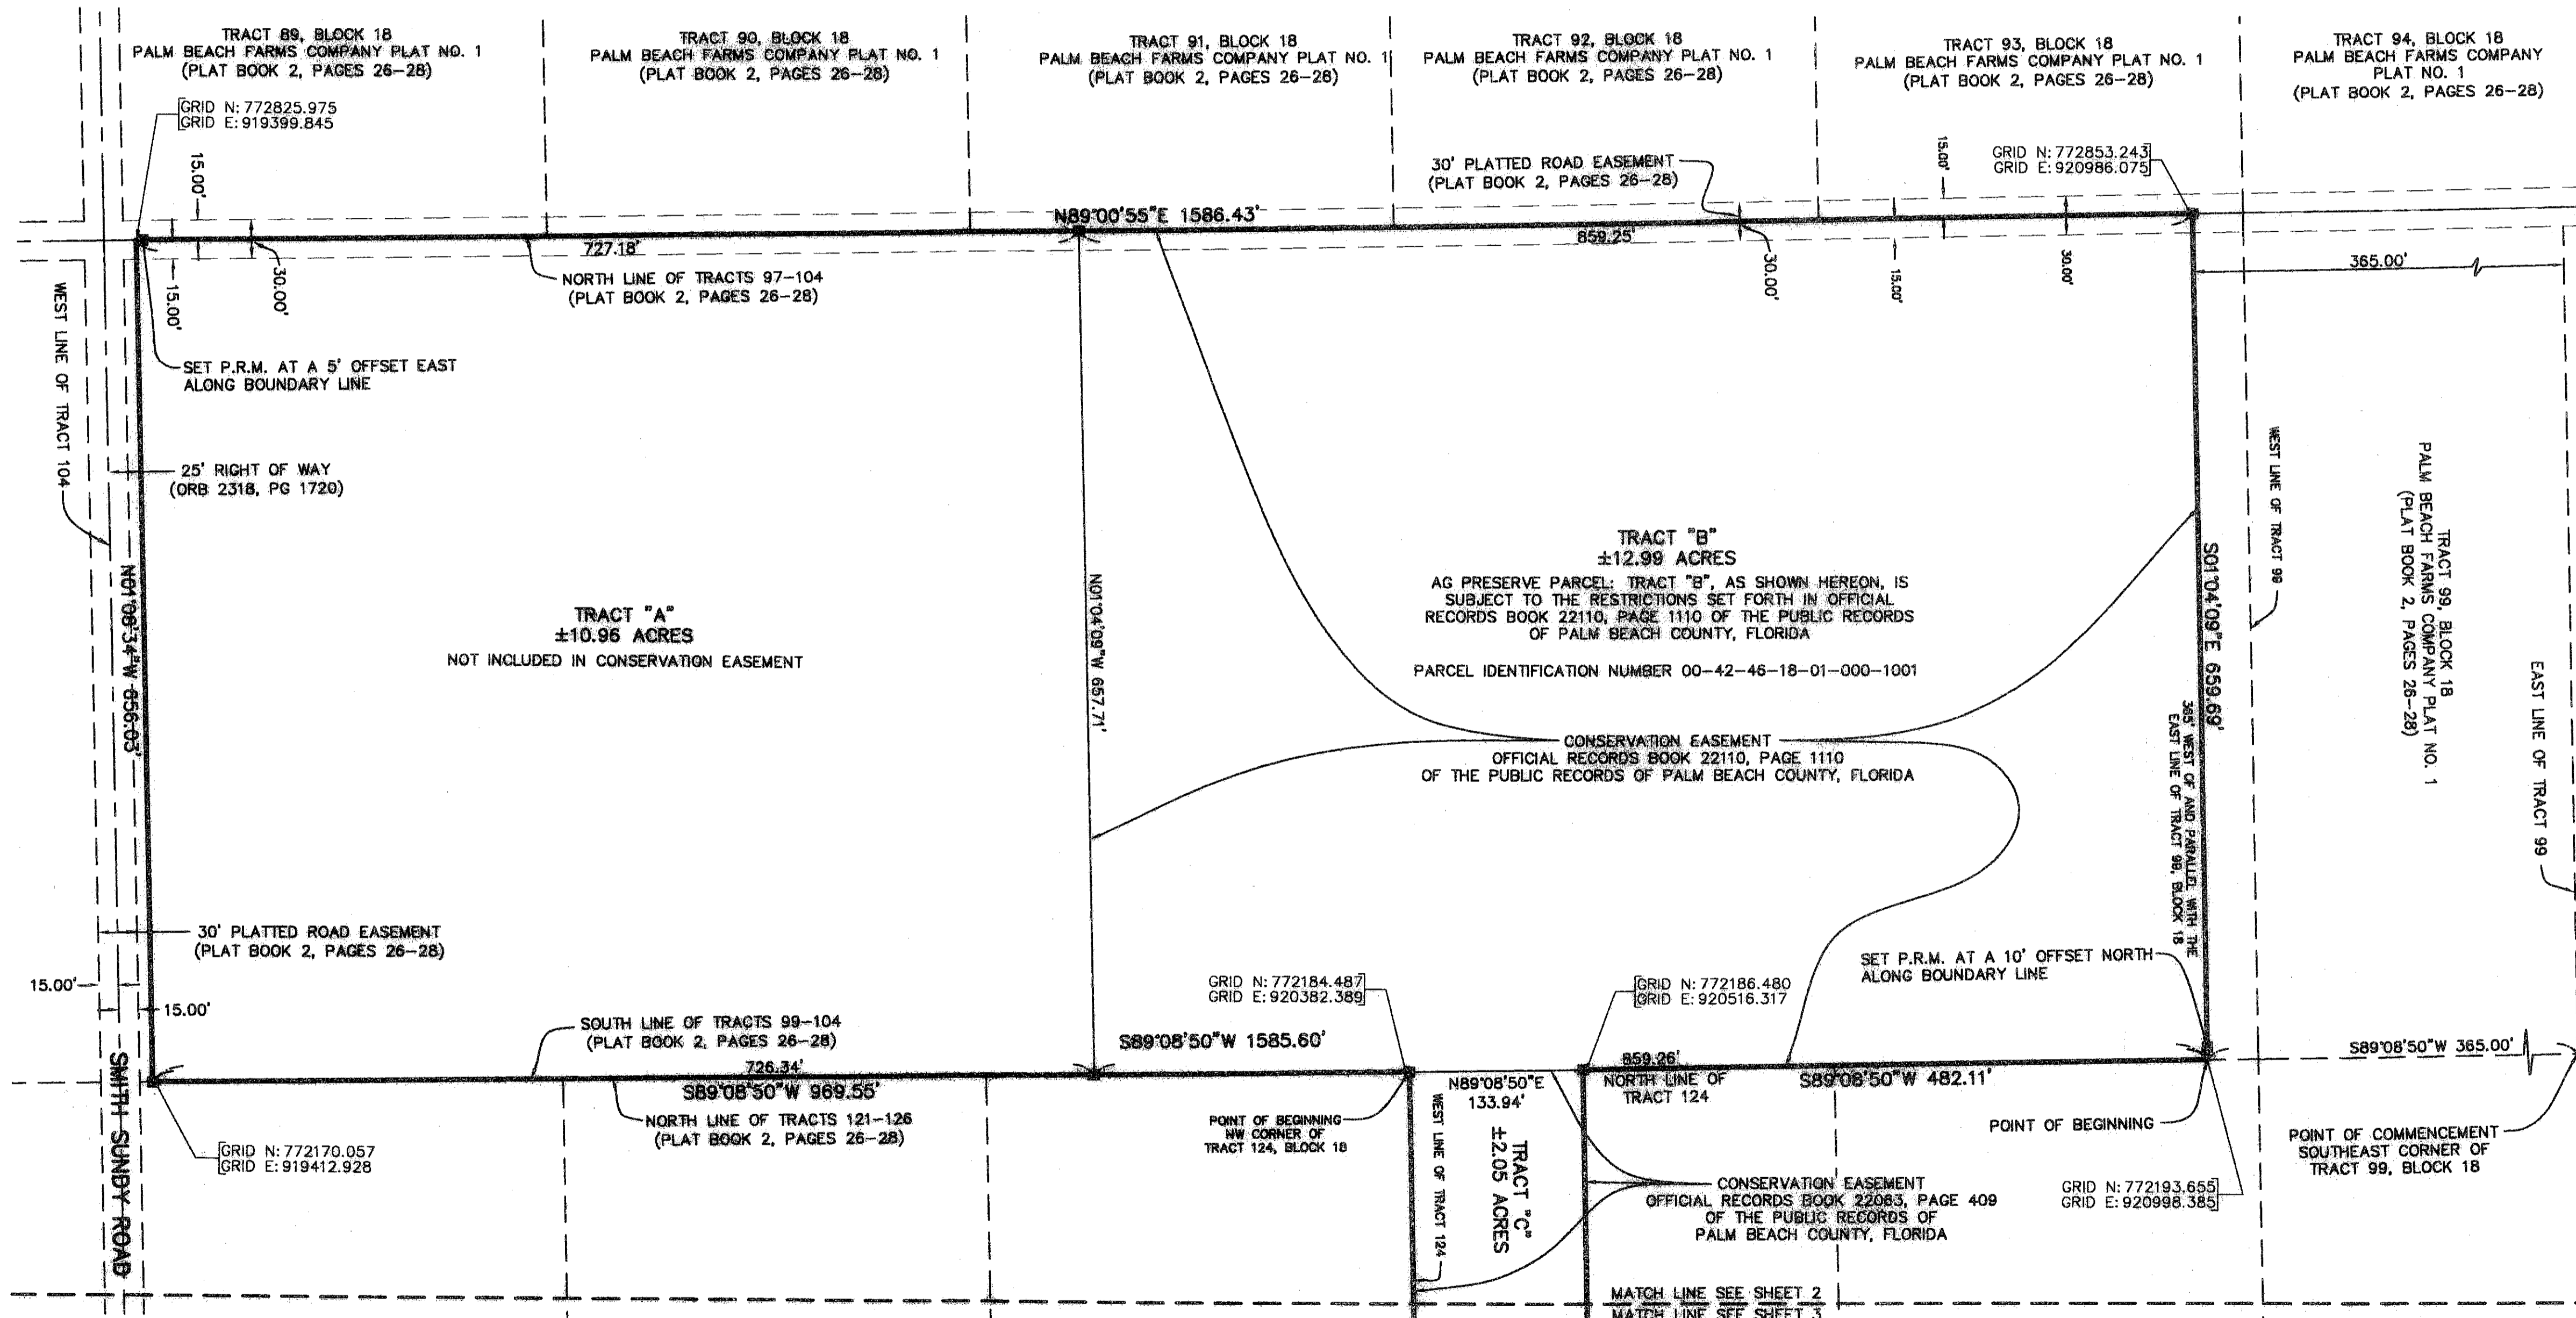 TRACT 89, BLOCK 18
PALM BEACH FARMS COMPANY PLAT NO. 1
(PLAT BOOK 2, PAGES 26-28)
TRACT 90, BLOCK 18
PALM BEACH FARMS COMPANY PLAT NO. 1
(PLAT BOOK 2, PAGES 26-28)
TRACT 91, BLOCK 18
PALM BEACH FARMS COMPANY PLAT NO. 1
(PLAT BOOK 2, PAGES 26-28)
TRACT 92, BLOCK 18
PALM BEACH FARMS COMPANY PLAT NO. 1
(PLAT BOOK 2, PAGES 26-28)
TRACT 93, BLOCK 18
PALM BEACH FARMS COMPANY PLAT NO. 1
(PLAT BOOK 2, PAGES 26-28)
TRACT 94, BLOCK 18
PALM BEACH FARMS COMPANY
PLAT NO. 1
(PLAT BOOK 2, PAGES 26-28)
GRID N: 772825.975
GRID E: 919399.845
15.00'
30' PLATTED ROAD EASEMENT
(PLAT BOOK 2, PAGES 26-28)
15.00'
GRID N: 772853.243
GRID E: 920986.075
N89°00'55"E 1586.43'
727.18'
859.25'
15.00'
30.00'
30.00'
15.00'
30.00'
365.00'
NORTH LINE OF TRACTS 97-104
(PLAT BOOK 2, PAGES 26-28)
WEST LINE OF TRACT 104
SET P.R.M. AT A 5' OFFSET EAST
ALONG BOUNDARY LINE
25' RIGHT OF WAY
(ORB 2318, PG 1720)
N01°08'34"W 656.03'
TRACT "A"
±10.96 ACRES
NOT INCLUDED IN CONSERVATION EASEMENT
N01°04'09"W 657.71'
TRACT "B"
±12.99 ACRES
AG PRESERVE PARCEL: TRACT "B", AS SHOWN HEREON, IS
SUBJECT TO THE RESTRICTIONS SET FORTH IN OFFICIAL
RECORDS BOOK 22110, PAGE 1110 OF THE PUBLIC RECORDS
OF PALM BEACH COUNTY, FLORIDA
PARCEL IDENTIFICATION NUMBER 00-42-46-18-01-000-1001
CONSERVATION EASEMENT
OFFICIAL RECORDS BOOK 22110, PAGE 1110
OF THE PUBLIC RECORDS OF PALM BEACH COUNTY, FLORIDA
S01°04'09"E 659.69'
365' WEST OF AND PARALLEL WITH THE
EAST LINE OF TRACT 99, BLOCK 18
WEST LINE OF TRACT 99
TRACT 99, BLOCK 18
PALM BEACH FARMS COMPANY PLAT NO. 1
(PLAT BOOK 2, PAGES 26-28)
EAST LINE OF TRACT 99
30' PLATTED ROAD EASEMENT
(PLAT BOOK 2, PAGES 26-28)
15.00'
15.00'
SMITH SUNDY ROAD
SOUTH LINE OF TRACTS 99-104
(PLAT BOOK 2, PAGES 26-28)
726.34'
S89°08'50"W 969.55'
NORTH LINE OF TRACTS 121-126
(PLAT BOOK 2, PAGES 26-28)
GRID N: 772170.057
GRID E: 919412.928
GRID N: 772184.487
GRID E: 920382.389
S89°08'50"W 1585.60'
GRID N: 772186.480
GRID E: 920516.317
SET P.R.M. AT A 10' OFFSET NORTH
ALONG BOUNDARY LINE
N89°08'50"E
133.94'
859.26'
NORTH LINE OF
TRACT 124
S89°08'50"W 482.11'
S89°08'50"W 365.00'
POINT OF BEGINNING
NW CORNER OF
TRACT 124, BLOCK 18
WEST LINE OF TRACT 124
TRACT "C"
±2.05 ACRES
POINT OF BEGINNING
POINT OF COMMENCEMENT
SOUTHEAST CORNER OF
TRACT 99, BLOCK 18
CONSERVATION EASEMENT
OFFICIAL RECORDS BOOK 22063, PAGE 409
OF THE PUBLIC RECORDS OF
PALM BEACH COUNTY, FLORIDA
GRID N: 772193.655
GRID E: 920998.385
MATCH LINE SEE SHEET 2
MATCH LINE SEE SHEET 3